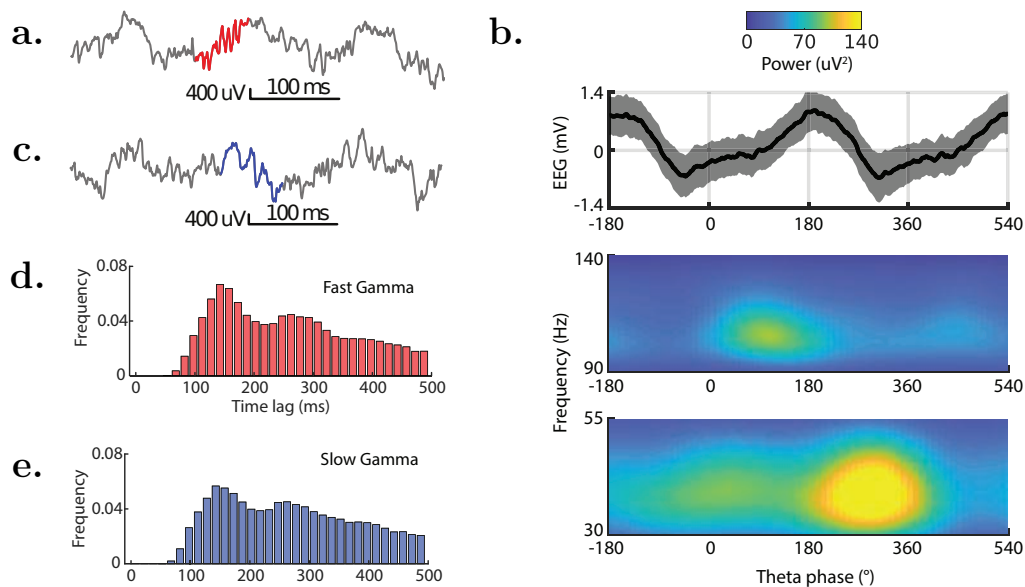 a.
400 uV 100 ms
c.
400 uV 100 ms
b.
0 70 140
Power (uV²)
1.4
0
-1.4
EEG (mV)
-180 0 180 360 540
140
90
-180 0 180 360 540
Frequency (Hz)
55
30
-180 0 180 360 540
Theta phase (°)
d.
0.08
0.04
0
Frequency
Fast Gamma
0 100 200 300 400 500
Time lag (ms)
e.
0.08
0.04
0
Frequency
Slow Gamma
0 100 200 300 400 500